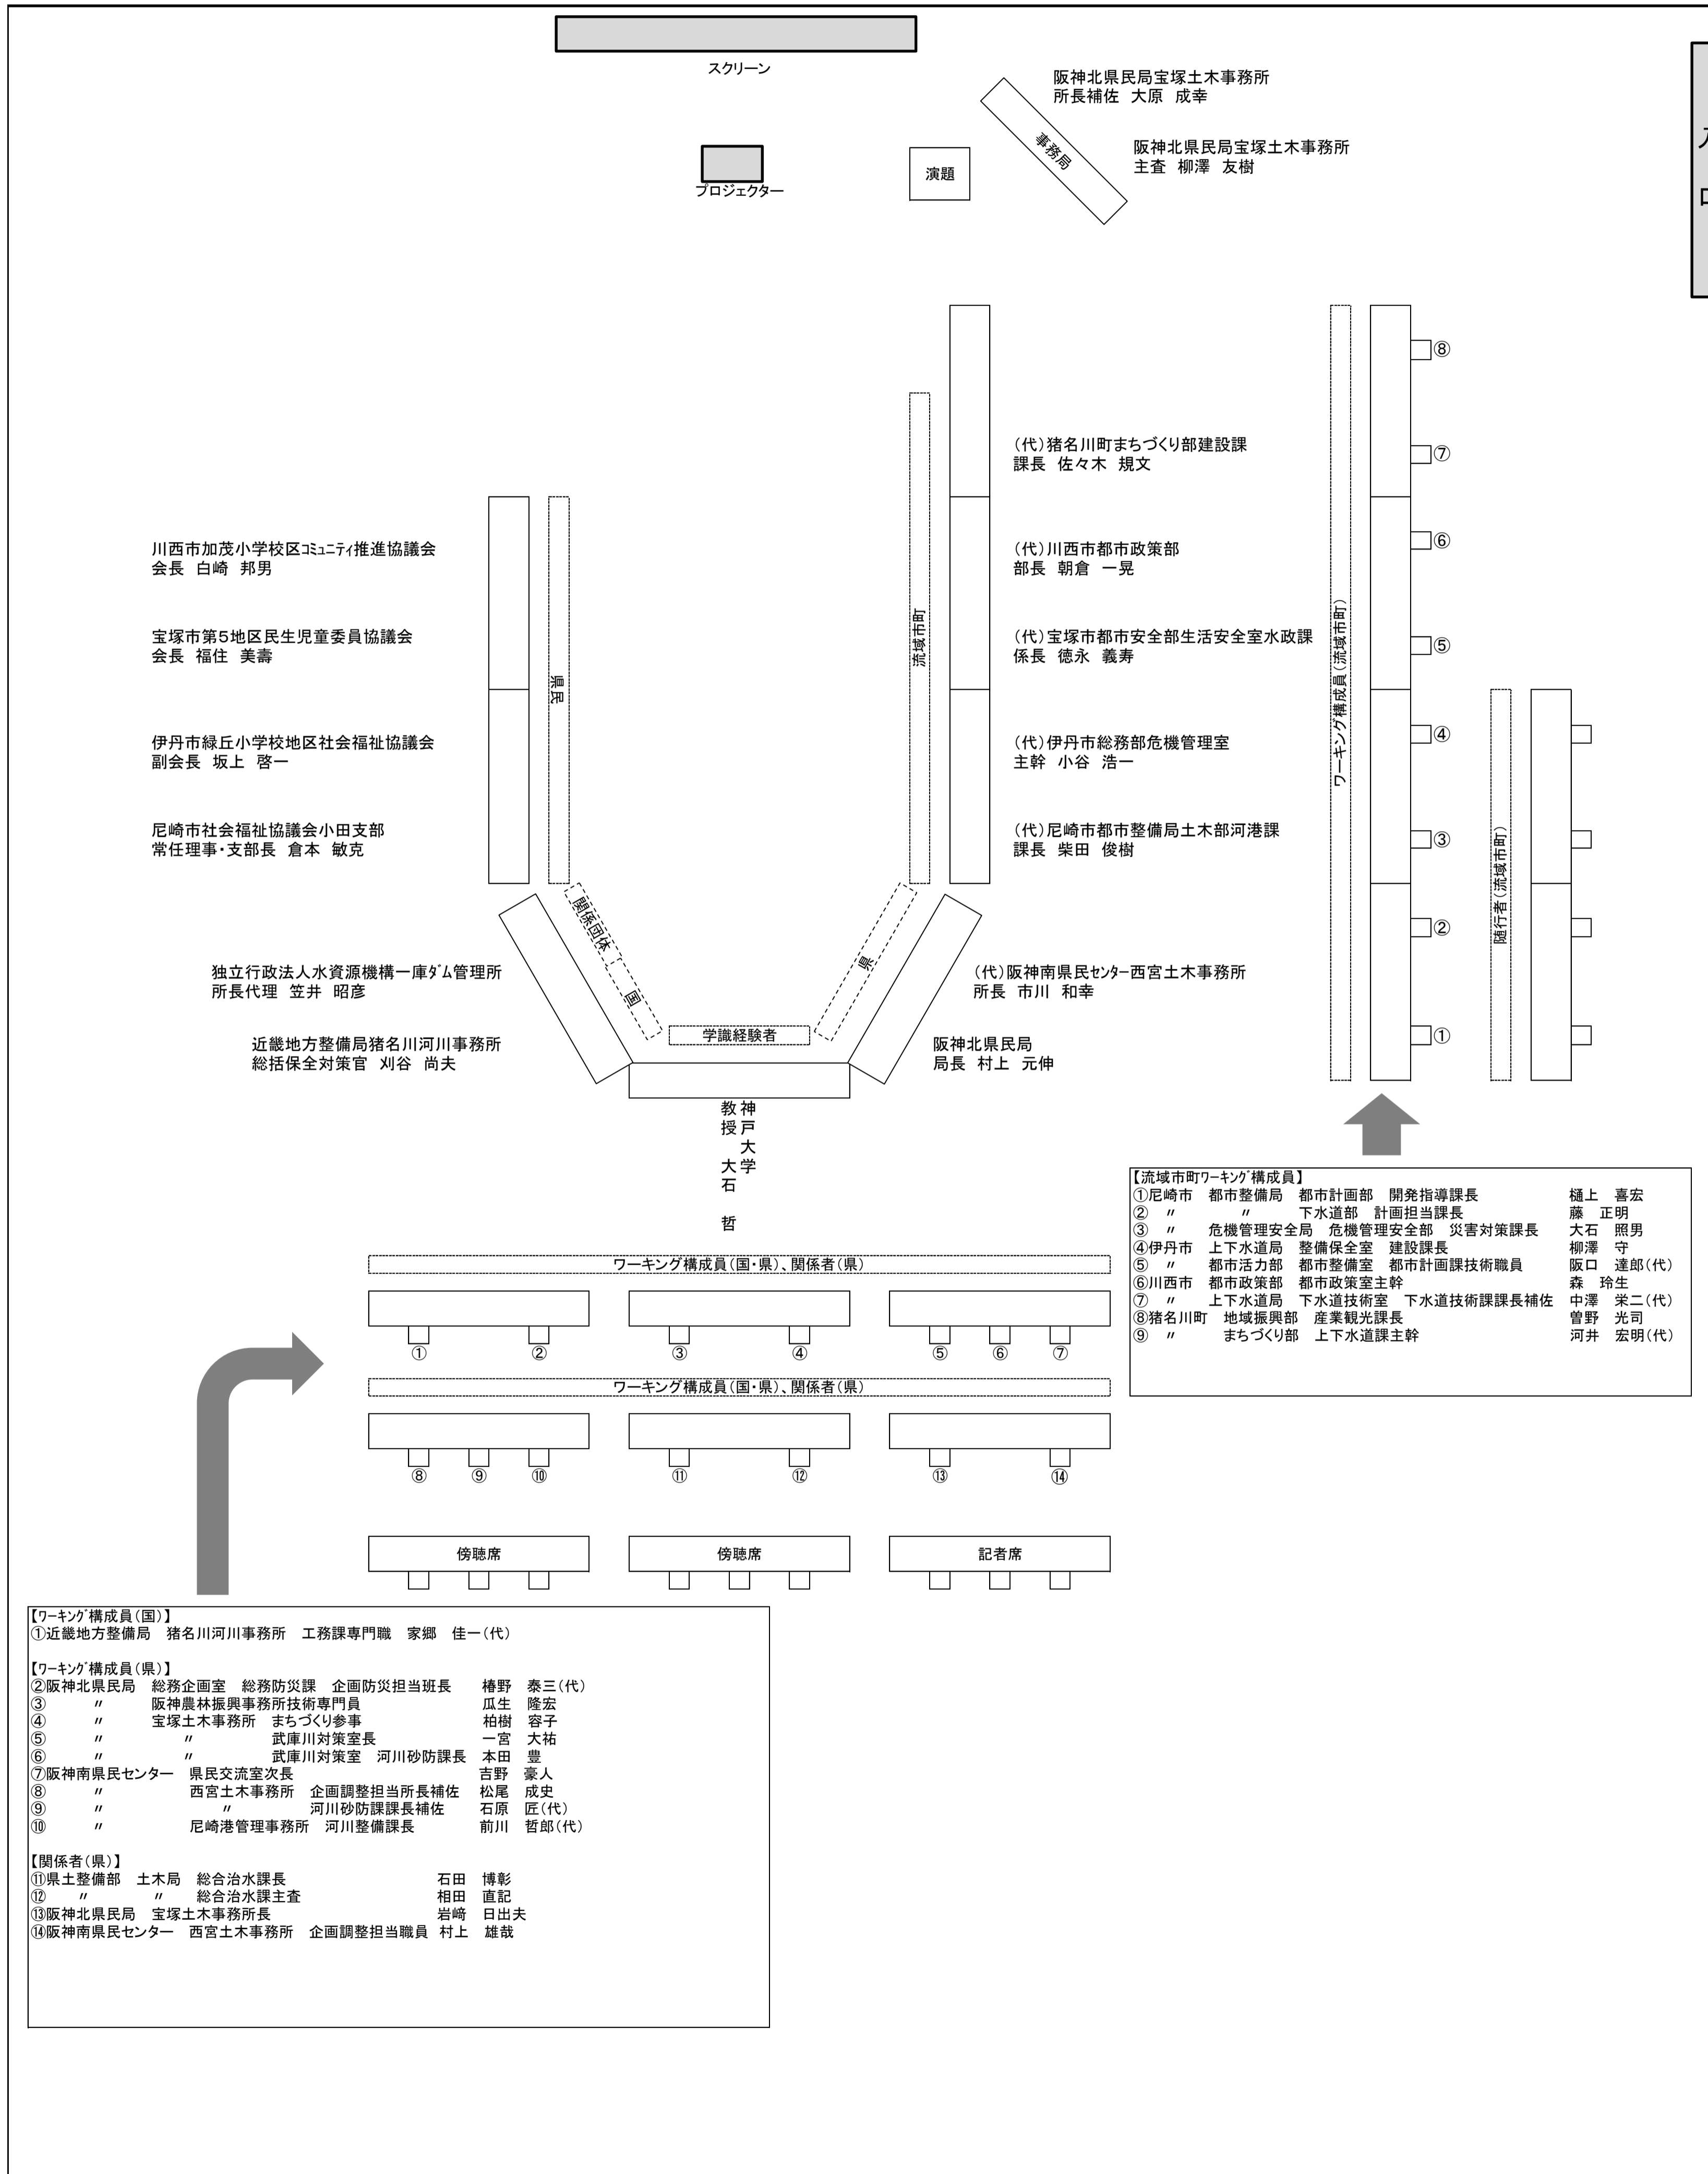 スクリーン
プロジェクター
演題
事務局
阪神北県民局宝塚土木事務所
所長補佐 大原 成幸
阪神北県民局宝塚土木事務所
主査 柳澤 友樹
川西市加茂小学校区ｺﾐｭﾆﾃｨ推進協議会
会長 白崎 邦男
宝塚市第5地区民生児童委員協議会
会長 福住 美壽
伊丹市緑丘小学校地区社会福祉協議会
副会長 坂上 啓一
尼崎市社会福祉協議会小田支部
常任理事・支部長 倉本 敏克
県民
流域市町
(代)猪名川町まちづくり部建設課
課長 佐々木 規文
(代)川西市都市政策部
部長 朝倉 一晃
(代)宝塚市都市安全部生活安全室水政課
係長 徳永 義寿
(代)伊丹市総務部危機管理室
主幹 小谷 浩一
(代)尼崎市都市整備局土木部河港課
課長 柴田 俊樹
ワーキング構成員(流域市町)
⑧
⑦
⑥
⑤
④
③
②
①
随行者(流域市町)
関係団体
国
学識経験者
県
独立行政法人水資源機構一庫ﾀﾞﾑ管理所
所長代理 笠井 昭彦
近畿地方整備局猪名川河川事務所
総括保全対策官 刈谷 尚夫
(代)阪神南県民ｾﾝﾀｰ西宮土木事務所
所長 市川 和幸
阪神北県民局
局長 村上 元伸
神戸大学
教授 大石 哲
【流域市町ﾜｰｷﾝｸﾞ構成員】
①尼崎市 都市整備局 都市計画部 開発指導課長 樋上 喜宏
② 〃 〃 下水道部 計画担当課長 藤 正明
③ 〃 危機管理安全局 危機管理安全部 災害対策課長 大石 照男
④伊丹市 上下水道局 整備保全室 建設課長 柳澤 守
⑤ 〃 都市活力部 都市整備室 都市計画課技術職員 阪口 達郎(代)
⑥川西市 都市政策部 都市政策室主幹 森 玲生
⑦ 〃 上下水道局 下水道技術室 下水道技術課課長補佐 中澤 栄二(代)
⑧猪名川町 地域振興部 産業観光課長 曽野 光司
⑨ 〃 まちづくり部 上下水道課主幹 河井 宏明(代)
ワーキング構成員(国・県)、関係者(県)
① ② ③ ④ ⑤ ⑥ ⑦
ワーキング構成員(国・県)、関係者(県)
⑧ ⑨ ⑩ ⑪ ⑫ ⑬ ⑭
傍聴席 傍聴席 記者席
【ﾜｰｷﾝｸﾞ構成員(国)】
①近畿地方整備局 猪名川河川事務所 工務課専門職 家郷 佳一(代)
【ﾜｰｷﾝｸﾞ構成員(県)】
②阪神北県民局 総務企画室 総務防災課 企画防災担当班長 椿野 泰三(代)
③ 〃 阪神農林振興事務所技術専門員 瓜生 隆宏
④ 〃 宝塚土木事務所 まちづくり参事 柏樹 容子
⑤ 〃 〃 武庫川対策室長 一宮 大祐
⑥ 〃 〃 武庫川対策室 河川砂防課長 本田 豊
⑦阪神南県民センター 県民交流室次長 吉野 豪人
⑧ 〃 西宮土木事務所 企画調整担当所長補佐 松尾 成史
⑨ 〃 〃 河川砂防課課長補佐 石原 匠(代)
⑩ 〃 尼崎港管理事務所 河川整備課長 前川 哲郎(代)
【関係者(県)】
⑪県土整備部 土木局 総合治水課長 石田 博彰
⑫ 〃 〃 総合治水課主査 相田 直記
⑬阪神北県民局 宝塚土木事務所長 岩﨑 日出夫
⑭阪神南県民センター 西宮土木事務所 企画調整担当職員 村上 雄哉